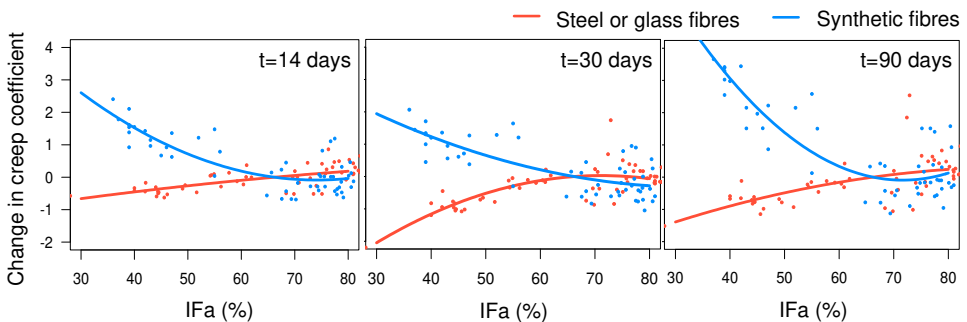 Steel or glass fibres Synthetic fibres
Change in creep coefficient
4
3
2
1
0
-1
-2
t=14 days
t=30 days
t=90 days
30 40 50 60 70 80
30 40 50 60 70 80
30 40 50 60 70 80
IFa (%)
IFa (%)
IFa (%)